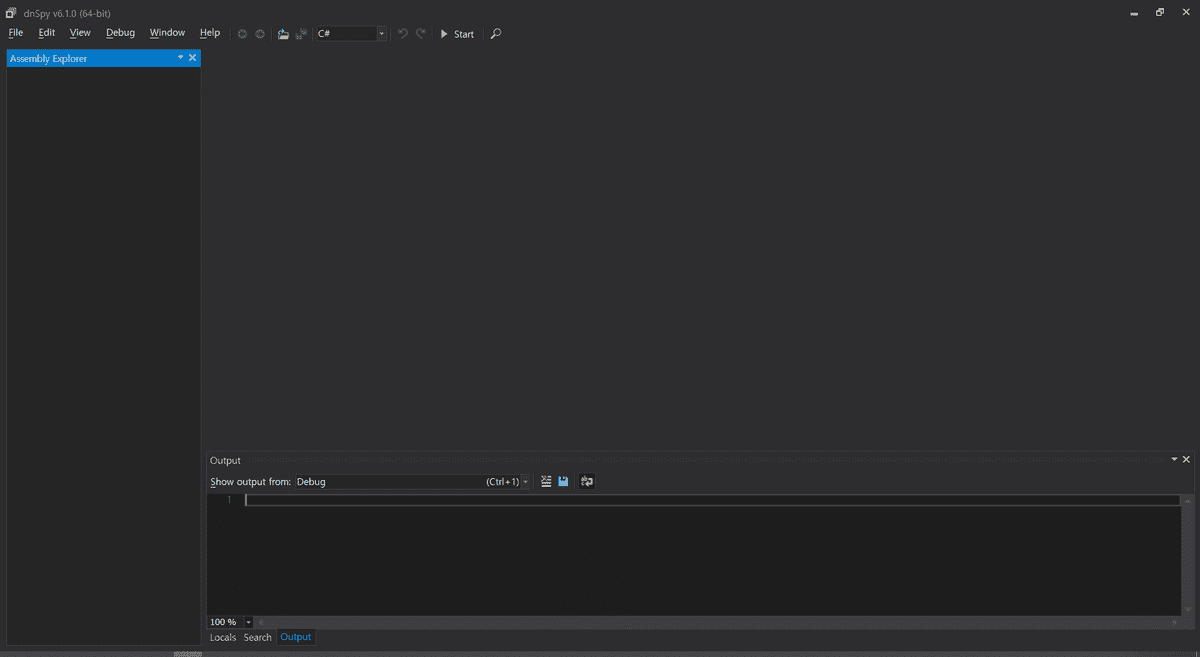 dnSpy v6.1.0 (64-bit)
File Edit View Debug Window Help C# Start
Assembly Explorer
Output
Show output from: Debug (Ctrl+1)
1
100 %
Locals Search Output